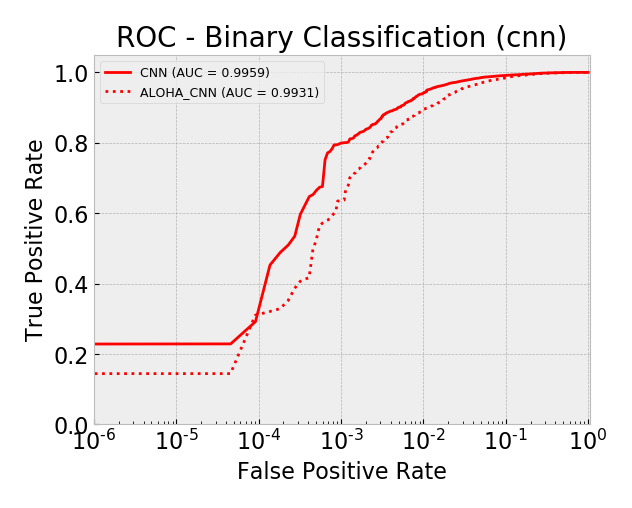 ROC - Binary Classification (cnn)
CNN (AUC = 0.9959)
ALOHA_CNN (AUC = 0.9931)
True Positive Rate
1.0
0.8
0.6
0.4
0.2
0.0
10^-6 10^-5 10^-4 10^-3 10^-2 10^-1 10^0
False Positive Rate